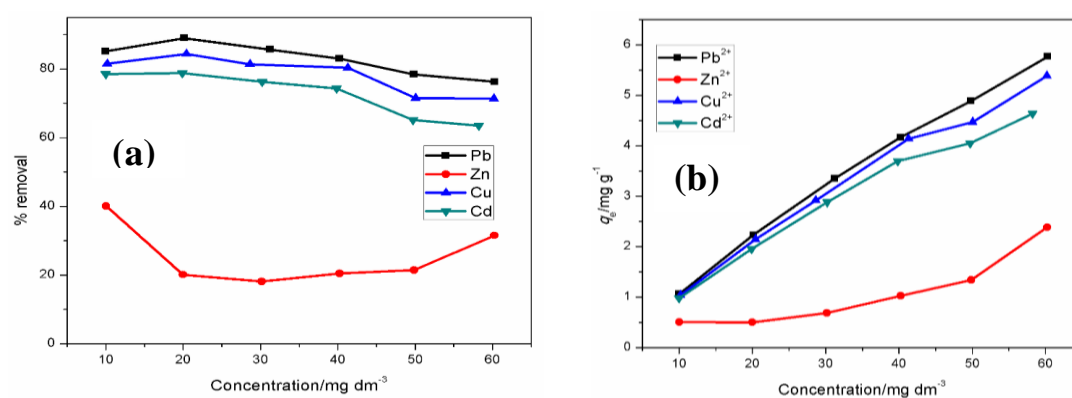 % removal
80
60
40
20
0
(a)
Pb
Zn
Cu
Cd
10 20 30 40 50 60
Concentration/mg dm⁻³
qe/mg g⁻¹
6
5
4
3
2
1
0
Pb²⁺
Zn²⁺
Cu²⁺
Cd²⁺
(b)
10 20 30 40 50 60
Concentration/mg dm⁻³